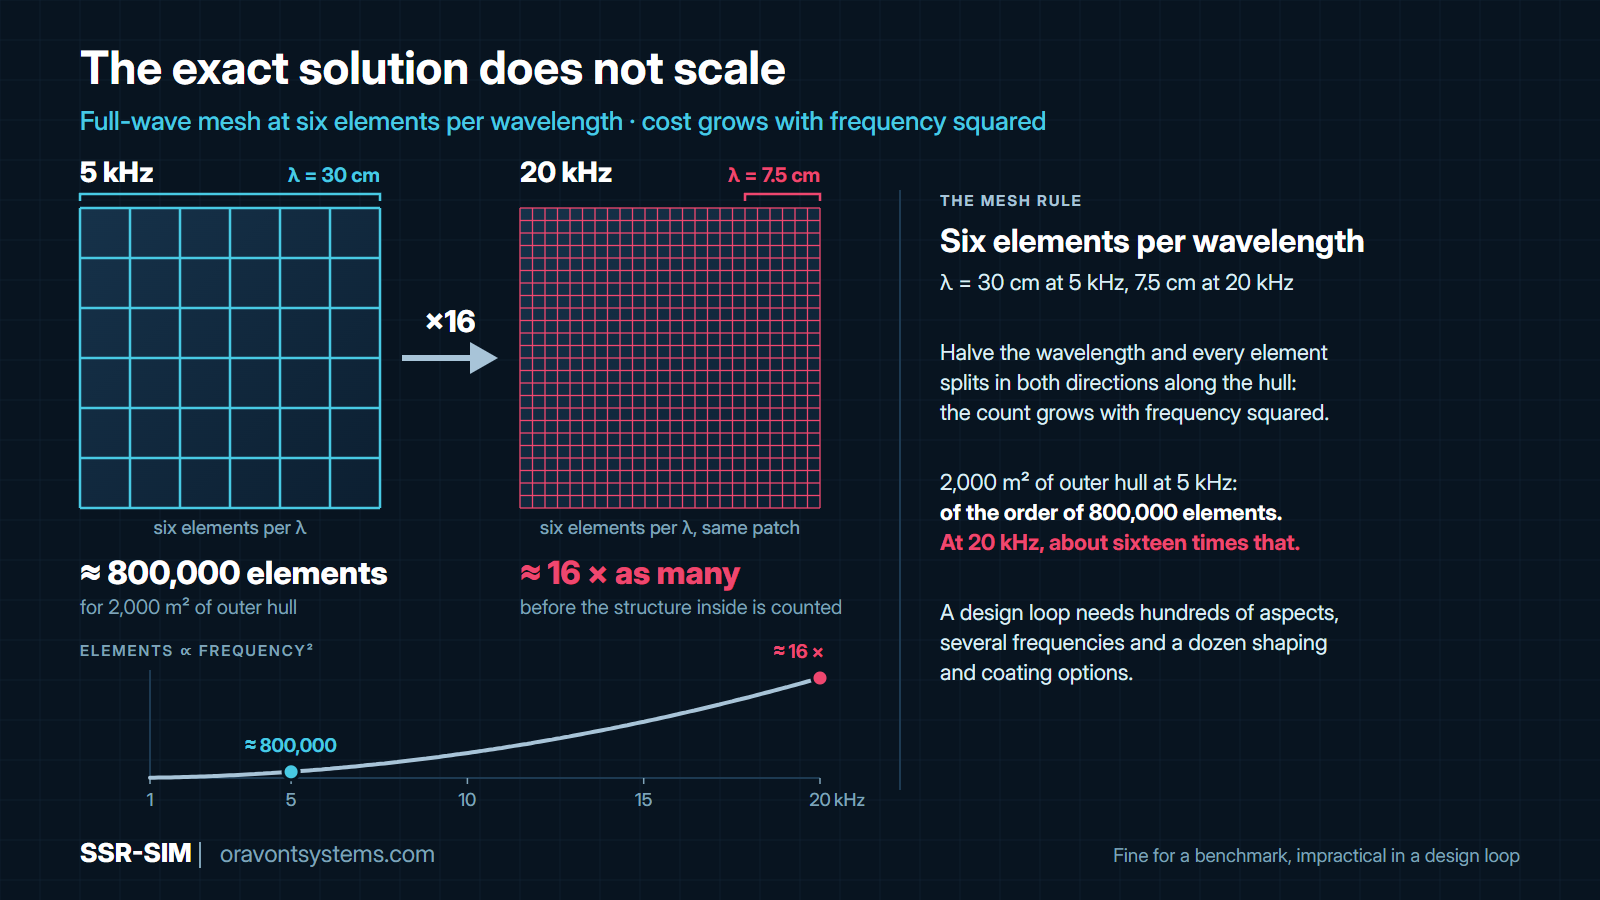 The exact solution does not scale
Full-wave mesh at six elements per wavelength · cost grows with frequency squared
5 kHz
λ = 30 cm
20 kHz
λ = 7.5 cm
×16
six elements per λ
six elements per λ, same patch
≈ 800,000 elements
for 2,000 m² of outer hull
≈ 16 × as many
before the structure inside is counted
ELEMENTS ∝ FREQUENCY²
≈ 16 ×
≈ 800,000
1
5
10
15
20 kHz
THE MESH RULE
Six elements per wavelength
λ = 30 cm at 5 kHz, 7.5 cm at 20 kHz
Halve the wavelength and every element
splits in both directions along the hull:
the count grows with frequency squared.
2,000 m² of outer hull at 5 kHz:
of the order of 800,000 elements.
At 20 kHz, about sixteen times that.
A design loop needs hundreds of aspects,
several frequencies and a dozen shaping
and coating options.
SSR-SIM | oravontsystems.com
Fine for a benchmark, impractical in a design loop